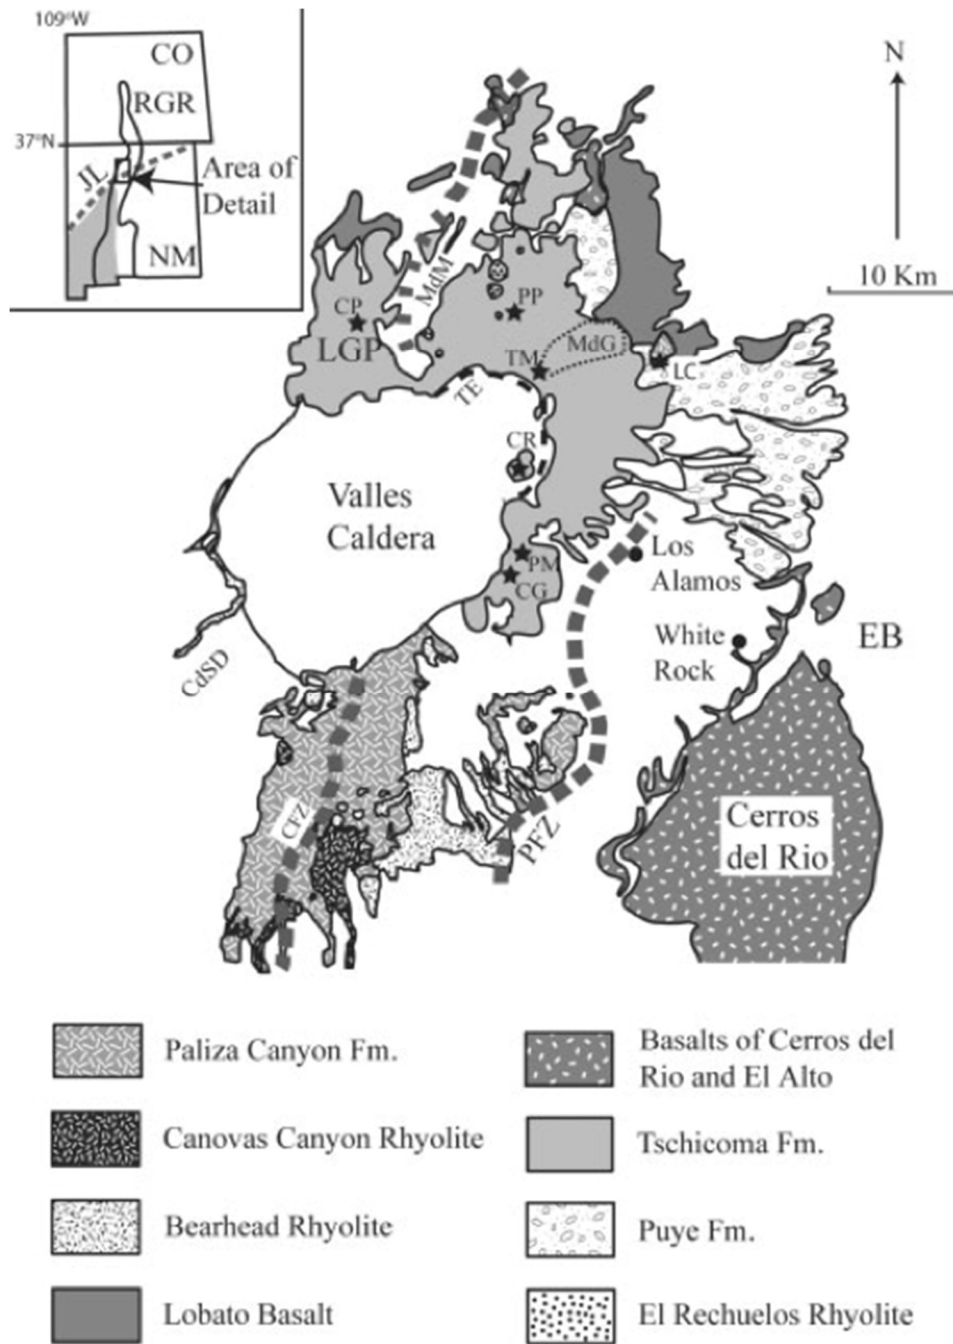 109°W
CO
RGR
37°N
JL
Area of
Detail
NM
N
10 Km
MdM
CP
LGP
PP
MdG
TM
LC
TE
CR
Valles
Caldera
PM
CG
Los
Alamos
CdSD
White
Rock
EB
CFZ
PFZ
Cerros
del Rio
Paliza Canyon Fm.
Canovas Canyon Rhyolite
Bearhead Rhyolite
Lobato Basalt
Basalts of Cerros del
Rio and El Alto
Tschicoma Fm.
Puye Fm.
El Rechuelos Rhyolite